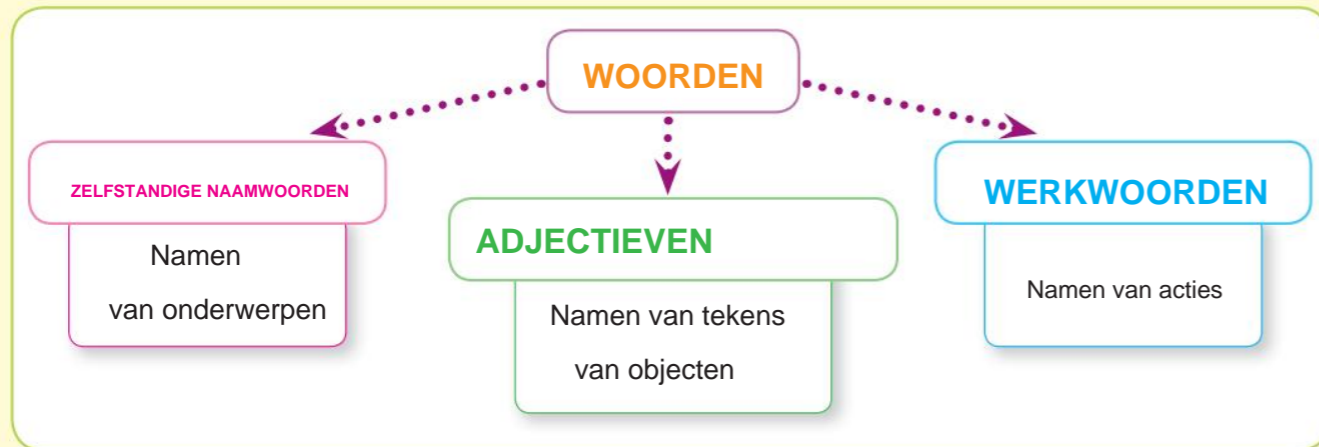 WOORDEN
ZELFSTANDIGE NAAMWOORDEN
Namen
van onderwerpen
ADJECTIEVEN
Namen van tekens
van objecten
WERKWOORDEN
Namen van acties